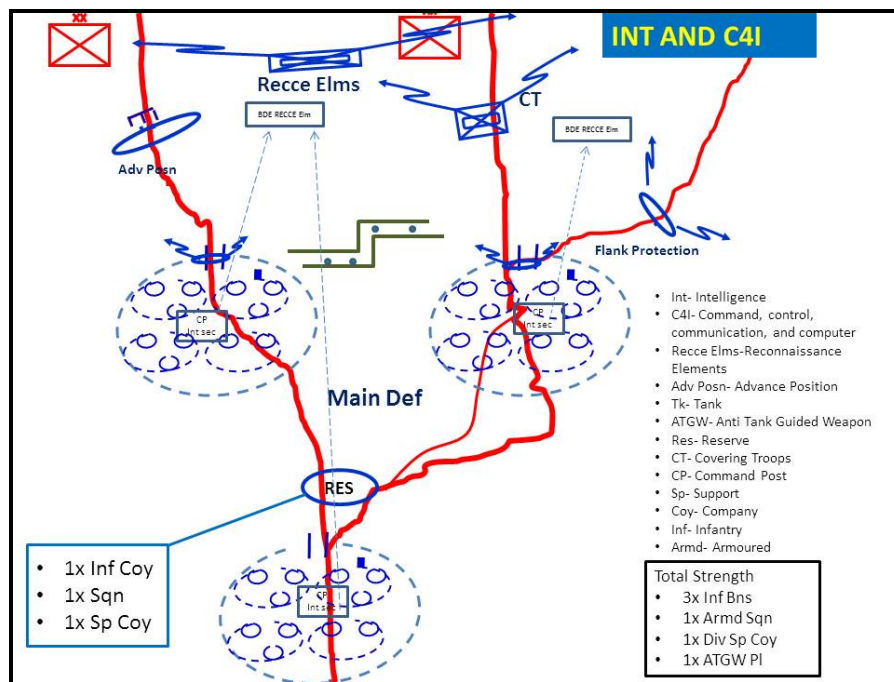 XX
INT AND C4I
Recce Elms
CT
BDE RECCE Elm
BDE RECCE Elm
Adv Posn
Flank Protection
CP
Int sec
CP
Int sec
Main Def
RES
CP
Int sec
• 1x Inf Coy
• 1x Sqn
• 1x Sp Coy
• Int- Intelligence
• C4I- Command, control,
communication, and computer
• Recce Elms-Reconnaissance
Elements
• Adv Posn- Advance Position
• Tk- Tank
• ATGW- Anti Tank Guided Weapon
• Res- Reserve
• CT- Covering Troops
• CP- Command Post
• Sp- Support
• Coy- Company
• Inf- Infantry
• Armd- Armoured
Total Strength
• 3x Inf Bns
• 1x Armd Sqn
• 1x Div Sp Coy
• 1x ATGW Pl